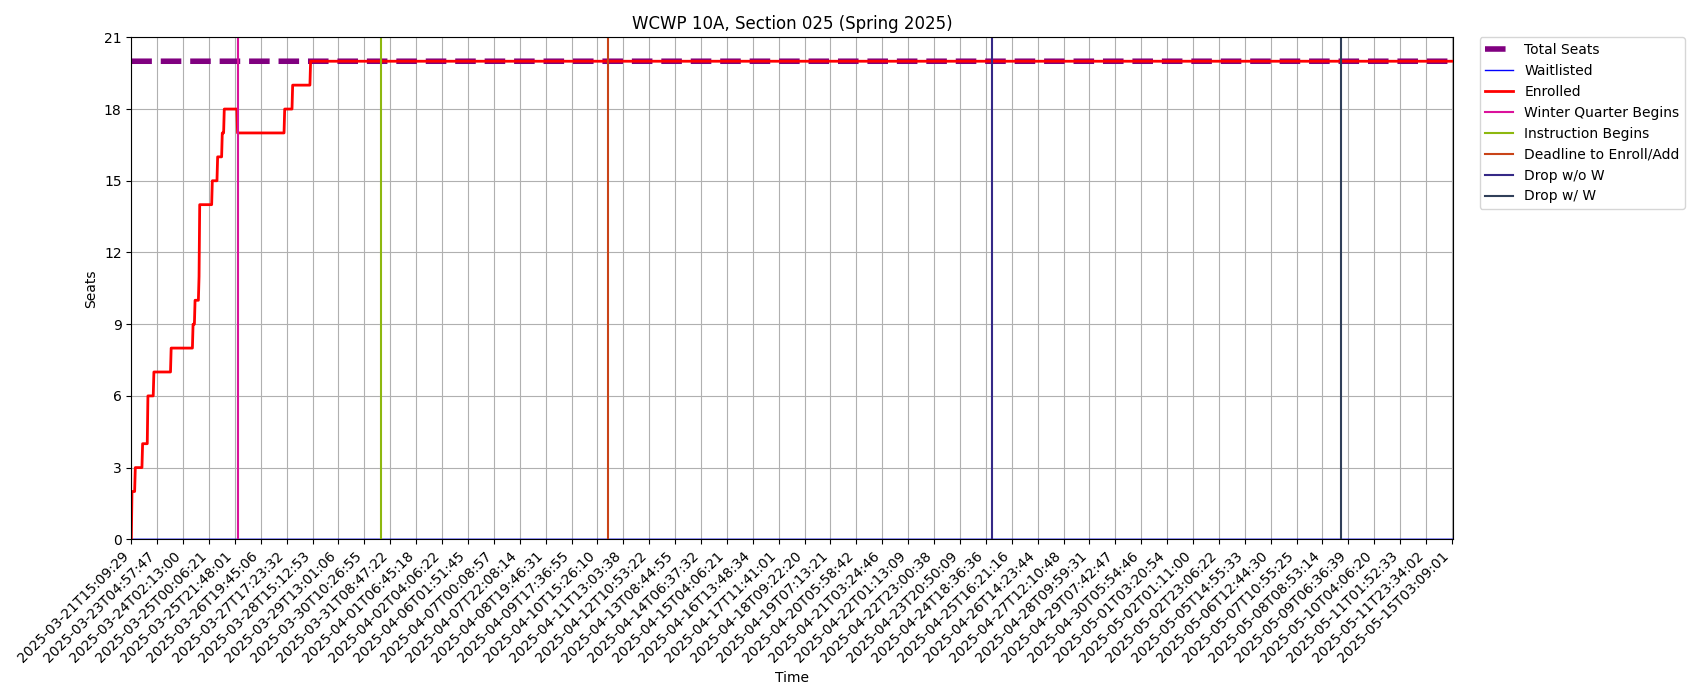 WCWP 10A, Section 025 (Spring 2025)
21
18
15
12
9
6
3
0
Seats
Total Seats
Waitlisted
Enrolled
Winter Quarter Begins
Instruction Begins
Deadline to Enroll/Add
Drop w/o W
Drop w/ W
2025-03-21T15:09:29
2025-03-23T04:57:47
2025-03-24T02:13:00
2025-03-25T00:06:21
2025-03-25T21:48:01
2025-03-26T19:45:06
2025-03-27T17:23:32
2025-03-28T15:12:53
2025-03-29T13:01:06
2025-03-30T10:26:55
2025-03-31T08:47:22
2025-04-01T06:45:18
2025-04-02T04:06:22
2025-04-06T01:51:45
2025-04-07T00:08:57
2025-04-07T22:08:14
2025-04-08T19:46:31
2025-04-09T17:36:55
2025-04-10T15:26:10
2025-04-11T13:03:38
2025-04-12T10:53:22
2025-04-13T08:44:55
2025-04-14T06:37:32
2025-04-15T04:06:21
2025-04-16T13:48:34
2025-04-17T11:41:01
2025-04-18T09:22:20
2025-04-19T07:13:21
2025-04-20T05:58:42
2025-04-21T03:24:46
2025-04-22T01:13:09
2025-04-22T23:00:38
2025-04-23T20:50:09
2025-04-24T18:36:36
2025-04-25T16:21:16
2025-04-26T14:23:44
2025-04-27T12:10:48
2025-04-28T09:59:31
2025-04-29T07:42:47
2025-04-30T05:54:46
2025-05-01T03:20:54
2025-05-02T01:11:00
2025-05-02T23:06:22
2025-05-05T14:55:33
2025-05-06T12:44:30
2025-05-07T10:55:25
2025-05-08T08:53:14
2025-05-09T06:36:39
2025-05-10T04:06:20
2025-05-11T01:52:33
2025-05-11T23:34:02
2025-05-15T03:09:01
Time